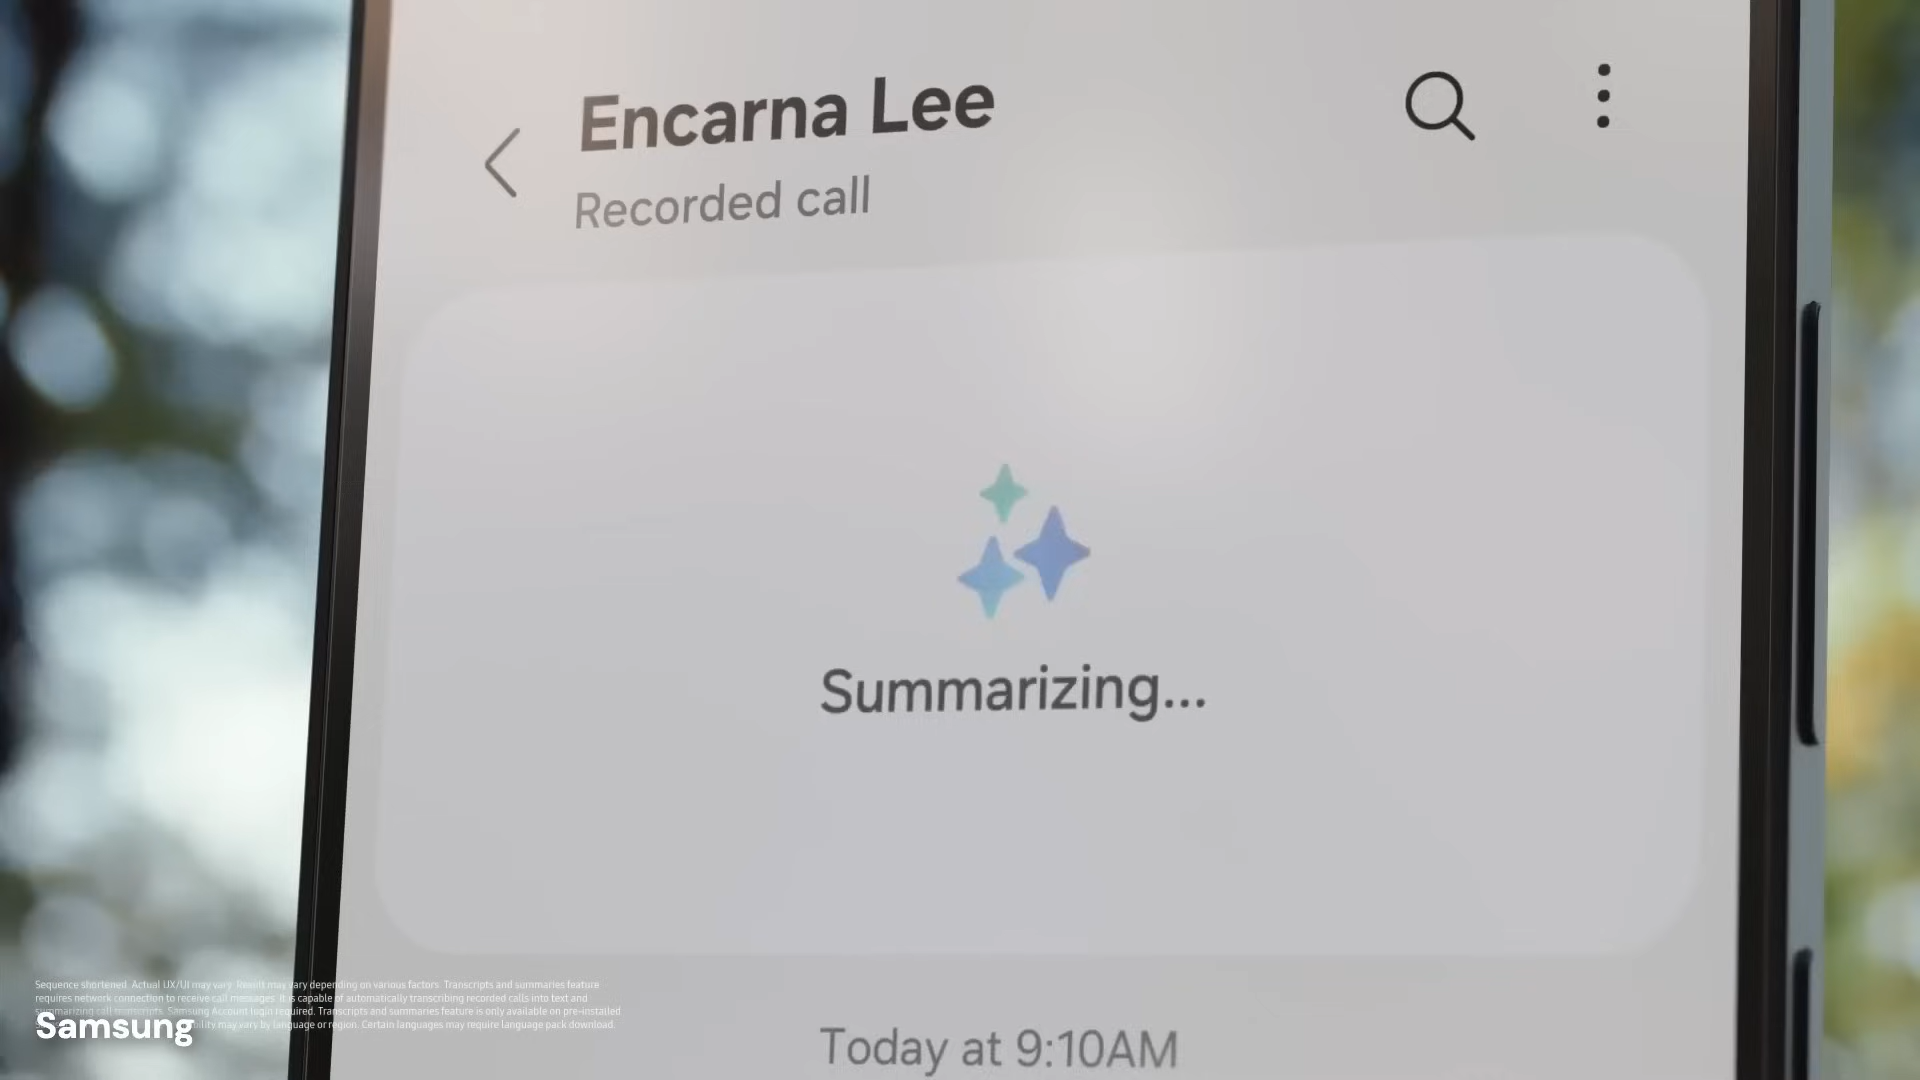 Encarna Lee
Recorded call
Summarizing...
Today at 9:10AM
Sequence shortened. Actual UX/UI may vary. Result may vary depending on various factors. Transcripts and summaries feature
requires network connection to receive call messages. It is capable of automatically transcribing recorded calls into text and
summarizing call transcripts. Samsung Account login required. Transcripts and summaries feature is only available on pre-installed
may vary by language or region. Certain languages may require language pack download.
Samsung